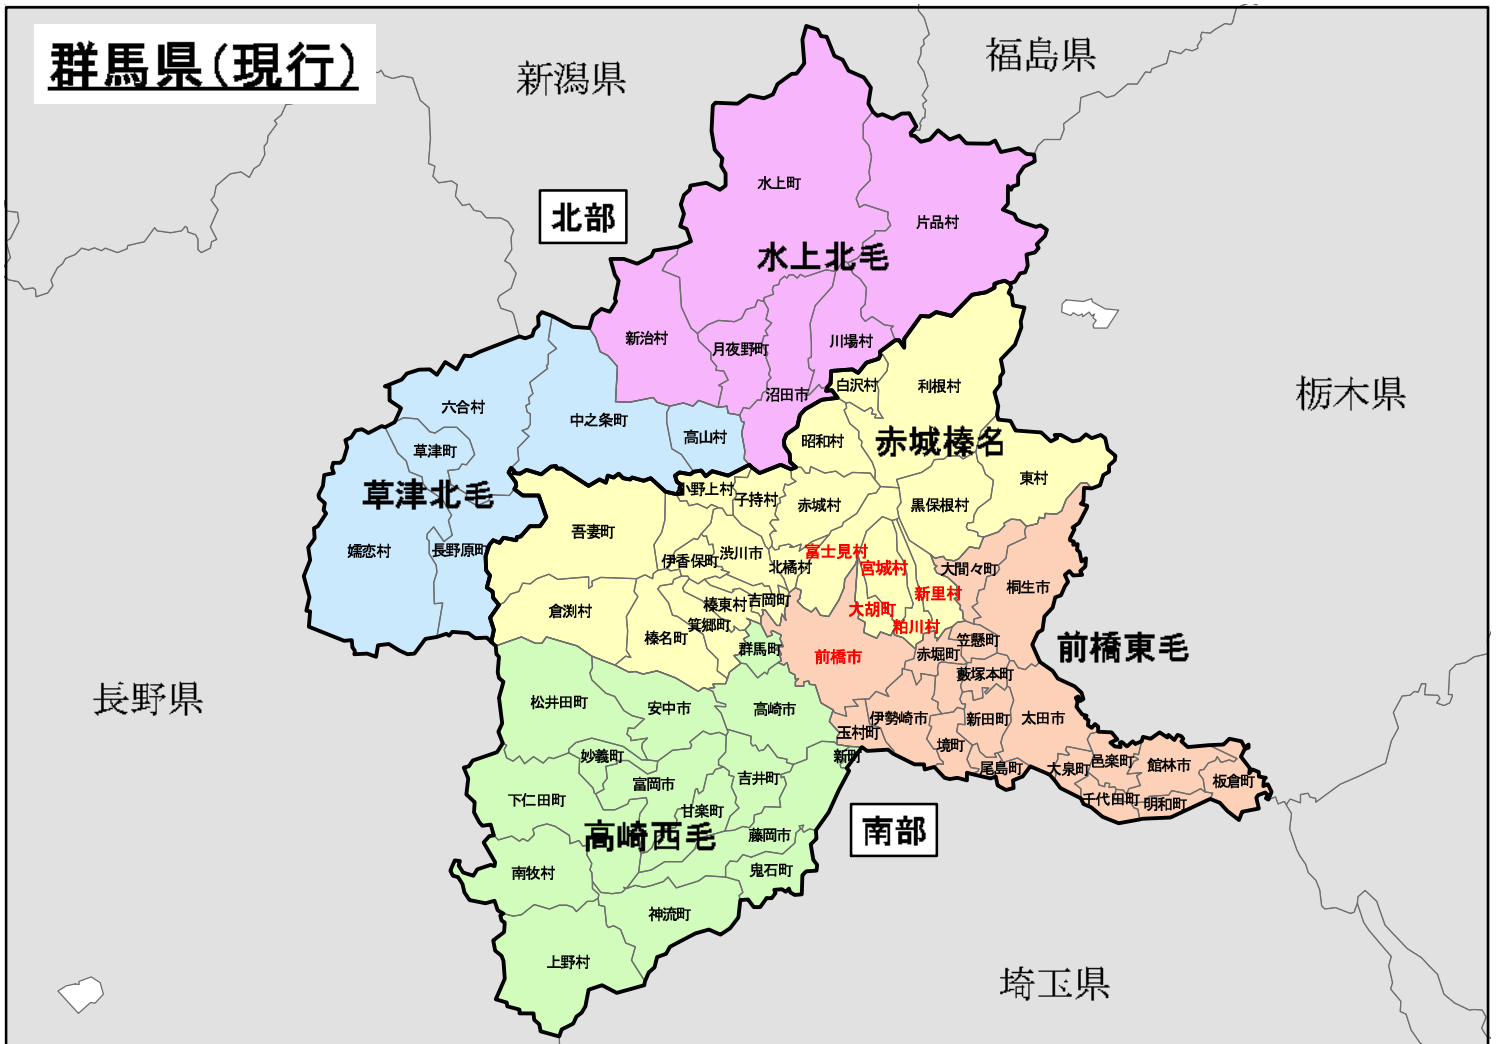 群馬県(現行)
新潟県
福島県
北部
水上町
片品村
水上北毛
新治村
月夜野町
川場村
沼田市
白沢村
利根村
栃木県
六合村
中之条町
高山村
草津町
昭和村
赤城榛名
草津北毛
小野上村
子持村
赤城村
黒保根村
東村
吾妻町
嬬恋村
長野原町
伊香保町
渋川市
北橘村
富士見村
宮城村
大間々町
桐生市
新里村
倉渕村
榛東村
吉岡町
大胡町
粕川村
箕郷町
榛名町
群馬町
前橋市
赤堀町
笠懸町
前橋東毛
藪塚本町
長野県
松井田町
安中市
高崎市
玉村町
伊勢崎市
新田町
太田市
境町
新町
尾島町
大泉町
邑楽町
館林市
板倉町
千代田町
明和町
妙義町
富岡市
吉井町
下仁田町
甘楽町
高崎西毛
藤岡市
南部
南牧村
鬼石町
神流町
上野村
埼玉県